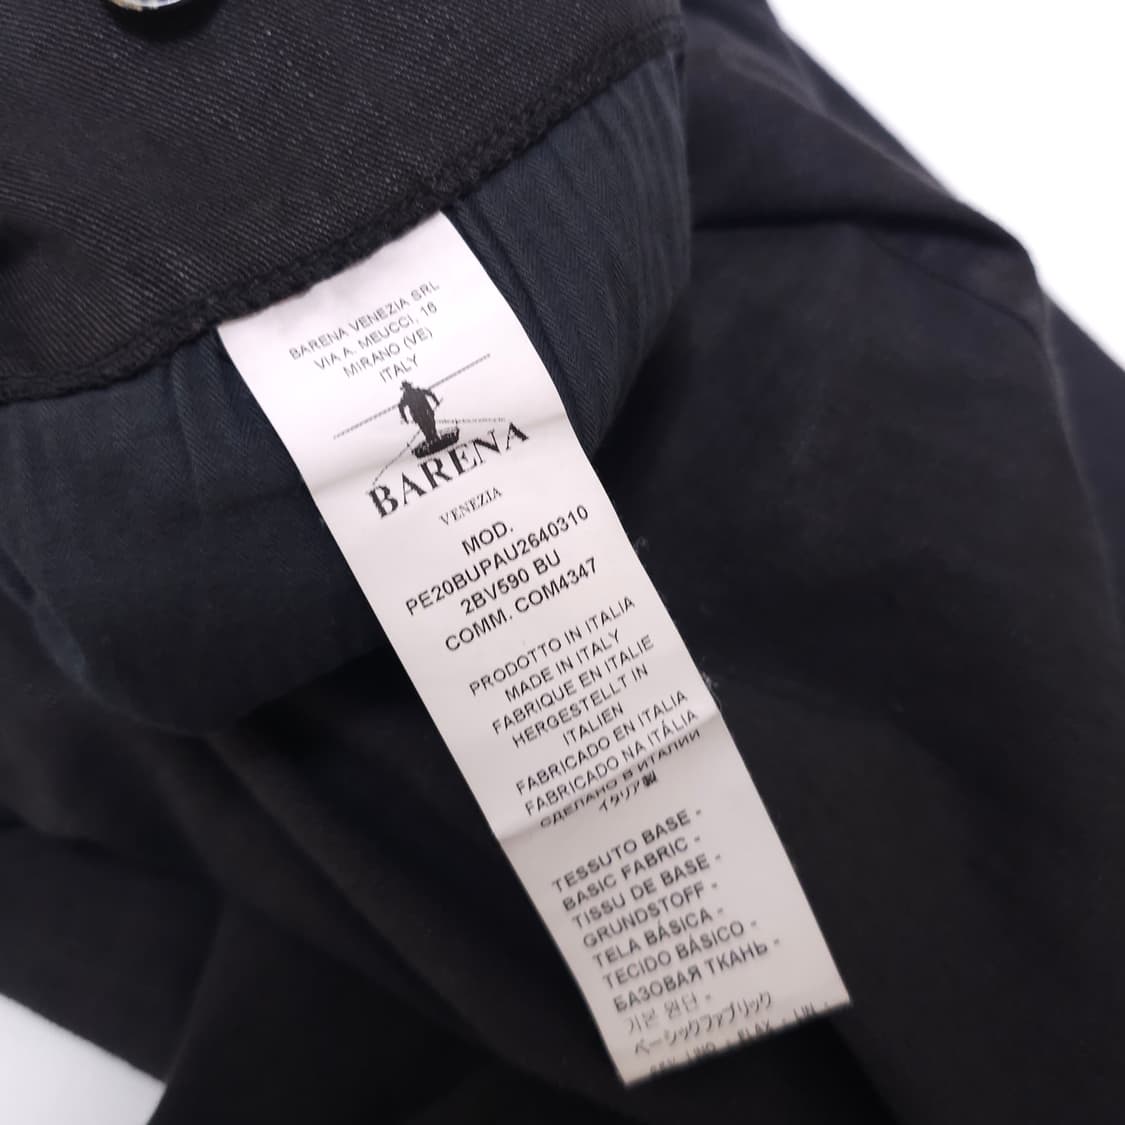 BARENA VENEZIA SRL
VIA A. MEUCCI, 16
MIRANO (VE)
ITALY
BARENA
VENEZIA
MOD.
PE20BUPAU2640310
2BV590 BU
COMM. COM4347
PRODOTTO IN ITALIA
MADE IN ITALY
FABRIQUE EN ITALIE
HERGESTELLT IN
ITALIEN
FABRICADO EN ITALIA
FABRICADO NA ITÁLIA
СДЕЛАНО В ИТАЛИИ
イタリア製
TESSUTO BASE -
BASIC FABRIC -
TISSU DE BASE -
GRUNDSTOFF -
TELA BÁSICA -
TECIDO BÁSICO -
БАЗОВАЯ ТКАНЬ -
기본 원단 -
ベーシックファブリック
LINO - FLAX - LIN -